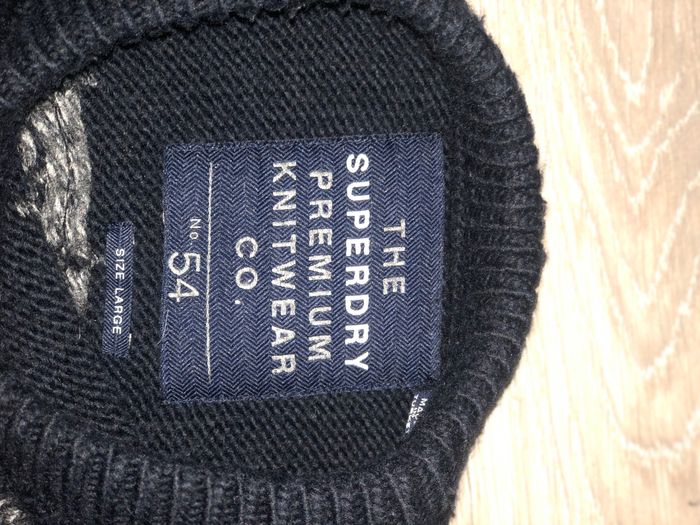 THE
SUPERDRY
PREMIUM
KNITWEAR
CO.
No. 54
SIZE LARGE